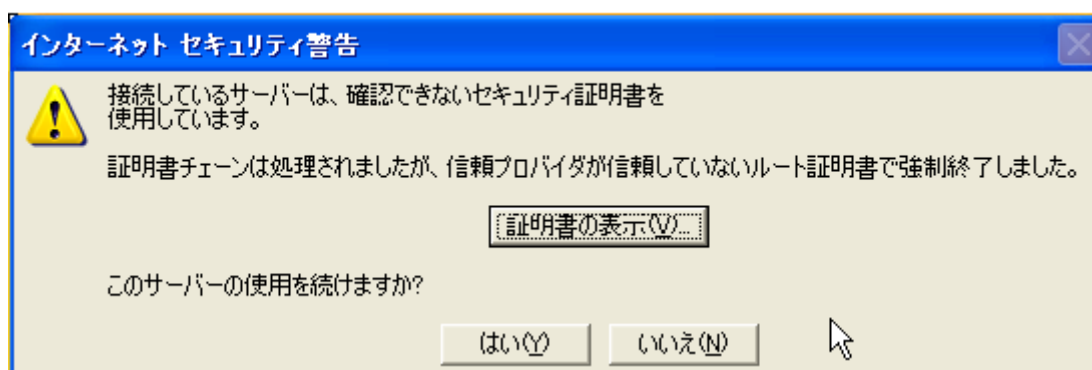 インターネット セキュリティ警告
接続しているサーバーは、確認できないセキュリティ証明書を
使用しています。
証明書チェーンは処理されましたが、信頼プロバイダが信頼していないルート証明書で強制終了しました。
証明書の表示(V)...
このサーバーの使用を続けますか?
はい(Y) いいえ(N)